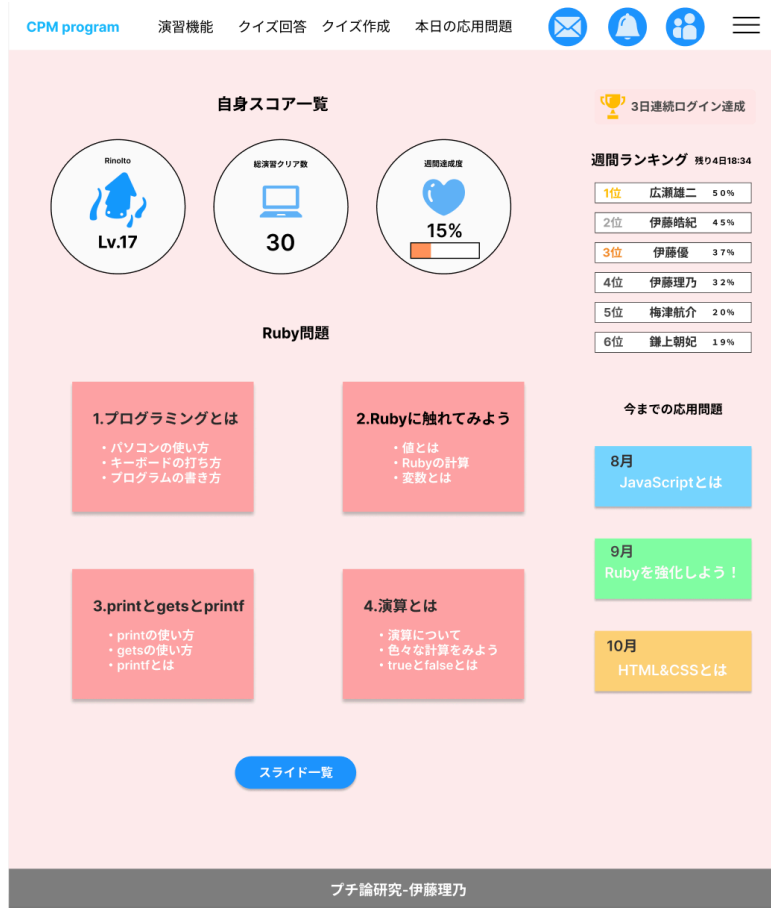 CPM program
演習機能
クイズ回答
クイズ作成
本日の応用問題
自身スコア一覧
RinoIto
Lv.17
総演習クリア数
30
週間達成度
15%
3日連続ログイン達成
週間ランキング 残り4日18:34
1位 広瀬雄二 50%
2位 伊藤皓紀 45%
3位 伊藤優 37%
4位 伊藤理乃 32%
5位 梅津航介 20%
6位 鎌上朝妃 19%
Ruby問題
1.プログラミングとは
・パソコンの使い方
・キーボードの打ち方
・プログラムの書き方
2.Rubyに触れてみよう
・値とは
・Rubyの計算
・変数とは
3.printとgetsとprintf
・printの使い方
・getsの使い方
・printfとは
4.演算とは
・演算について
・色々な計算をみよう
・trueとfalseとは
今までの応用問題
8月
JavaScriptとは
9月
Rubyを強化しよう!
10月
HTML&CSSとは
スライド一覧
プチ論研究-伊藤理乃